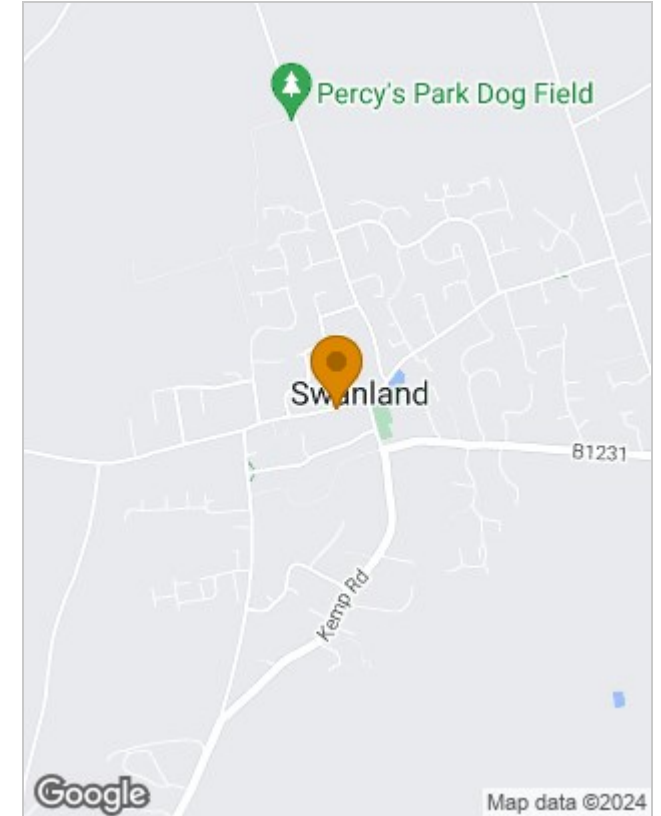 Percy's Park Dog Field
Swanland
B1231
Kemp Rd
Google
Map data ©2024